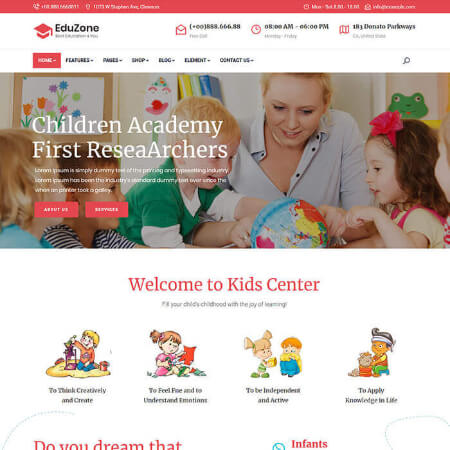 +00.888.6668811
1073 W Stephen Ave, Clawson
Mon - Sat 8.00 - 18.00
info@example.com
EduZone
Best Education 4 You
(+00)888.666.88
Free Call
08:00 AM - 06:00 PM
Monday - Friday
183 Donato Parkways
CA, United State
HOME
FEATURES
PAGES
SHOP
BLOG
ELEMENT
CONTACT US
Children Academy
First ReseaArchers
Lorem Ipsum is simply dummy text of the printing and typesetting industry.
Lorem Ipsum has been the industry's standard dummy text ever since the
when an printer took a galley.
ABOUT US
SERVICES
Welcome to Kids Center
Fill your child's childhood with the joy of learning!
To Think Creatively
and Create
To Feel Fne and to
Understand Emotions
To be Independent
and Active
To Apply
Knowledge in Life
Do you dream that
Infants